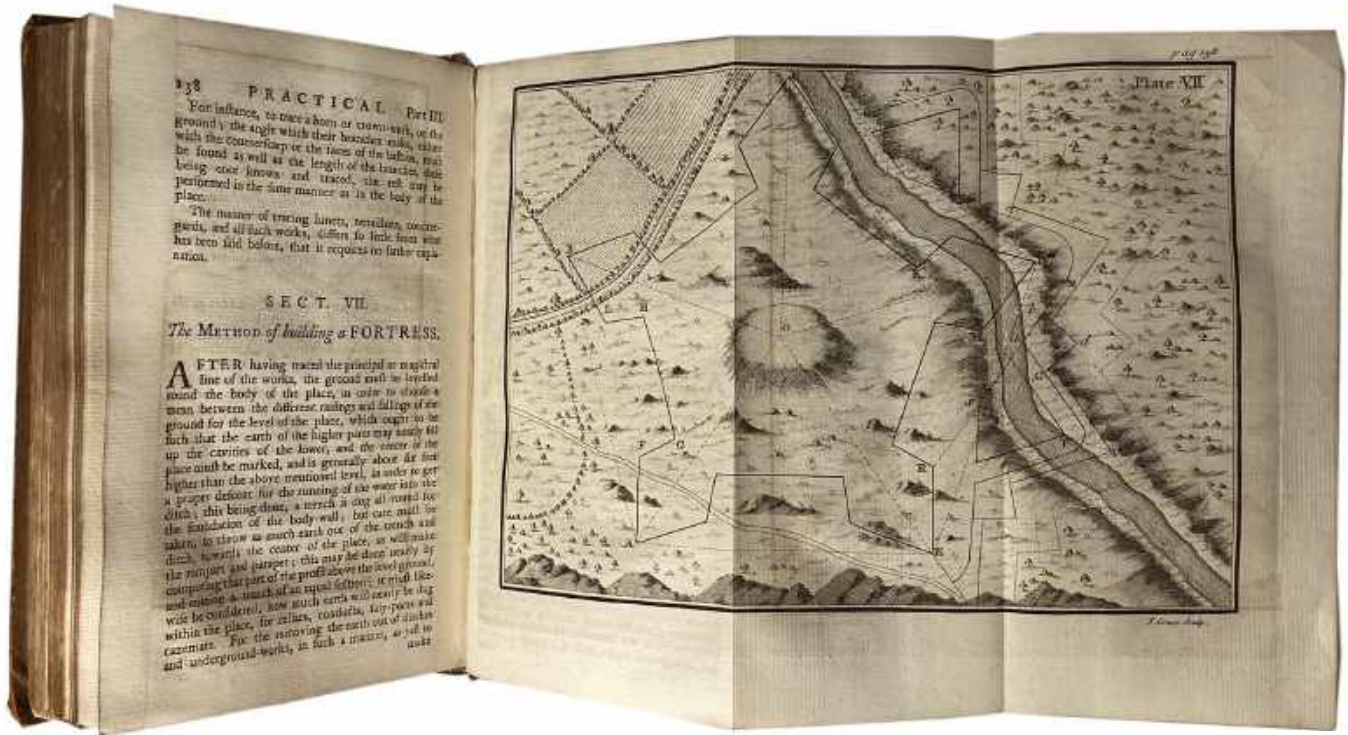 138 PRACTICAL Part III.
For inſtance, to trace a horn or crown-work, on the
ground; the angle which their branches make, either
with the counterſcarp or the faces of the baſtion, muſt
be found as well as the length of the branches, theſe
being once known and traced, the reſt may be
performed in the ſame manner as in the body of the
place.
The manner of tracing lunets, tenaillons, counter-
gards, and all ſuch works, differs ſo little from what
has been ſaid before, that it requires no further expla-
nation.
SECT. VII.
The METHOD of building a FORTRESS.
AFTER having traced the principal or magiſtral
line of the works, the ground muſt be levelled
round the body of the place, in order to chooſe a
mean between the different riſings and fallings of the
ground for the level of the place, which ought to be
ſuch that the earth of the higher parts may nearly fill
up the cavities of the lower, and the center of the
place muſt be marked, and is generally about ſix feet
higher than the above mentioned level, in order to get
a proper deſcent for the running of the water into the
ditch; this being done, a trench is dug all round for
the foundation of the body-wall; but care muſt be
taken, to throw as much earth out of the trench and
ditch, towards the center of the place, as will make
the rampart and parapet; this may be done nearly by
computing that part of the profil above the level ground,
and making a trench of an equal ſection; it muſt like-
wiſe be conſidered, how much earth will nearly be dug
within the place, for cellars, conduits, ſally-ports and
cazemats. For the removing the earth out of ditches
and underground-works, in ſuch a manner, as juſt to
make
pag 138
Plate VII
L H
O
F G
R
E
Sculp.